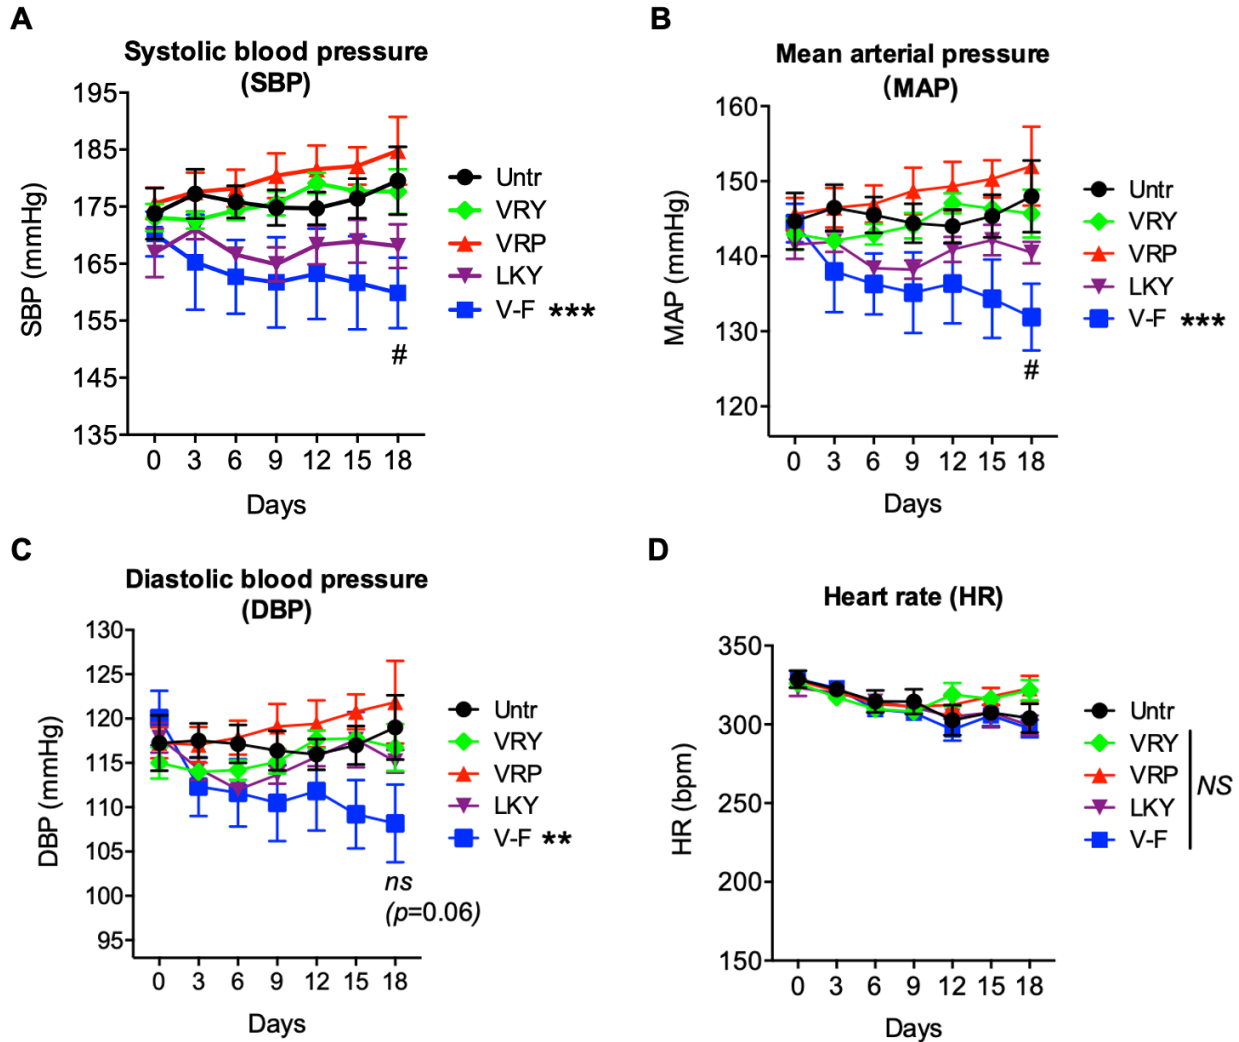 A
Systolic blood pressure
(SBP)
195
185
175
165
155
145
135
SBP (mmHg)
0 3 6 9 12 15 18
Days
Untr
VRY
VRP
LKY
V-F ***
#
B
Mean arterial pressure
(MAP)
160
150
140
130
120
MAP (mmHg)
0 3 6 9 12 15 18
Days
Untr
VRY
VRP
LKY
V-F ***
#
C
Diastolic blood pressure
(DBP)
130
125
120
115
110
105
100
95
DBP (mmHg)
0 3 6 9 12 15 18
Days
Untr
VRY
VRP
LKY
V-F **
ns
(p=0.06)
D
Heart rate (HR)
350
300
250
200
150
HR (bpm)
0 3 6 9 12 15 18
Days
Untr
VRY
VRP
LKY
V-F
NS